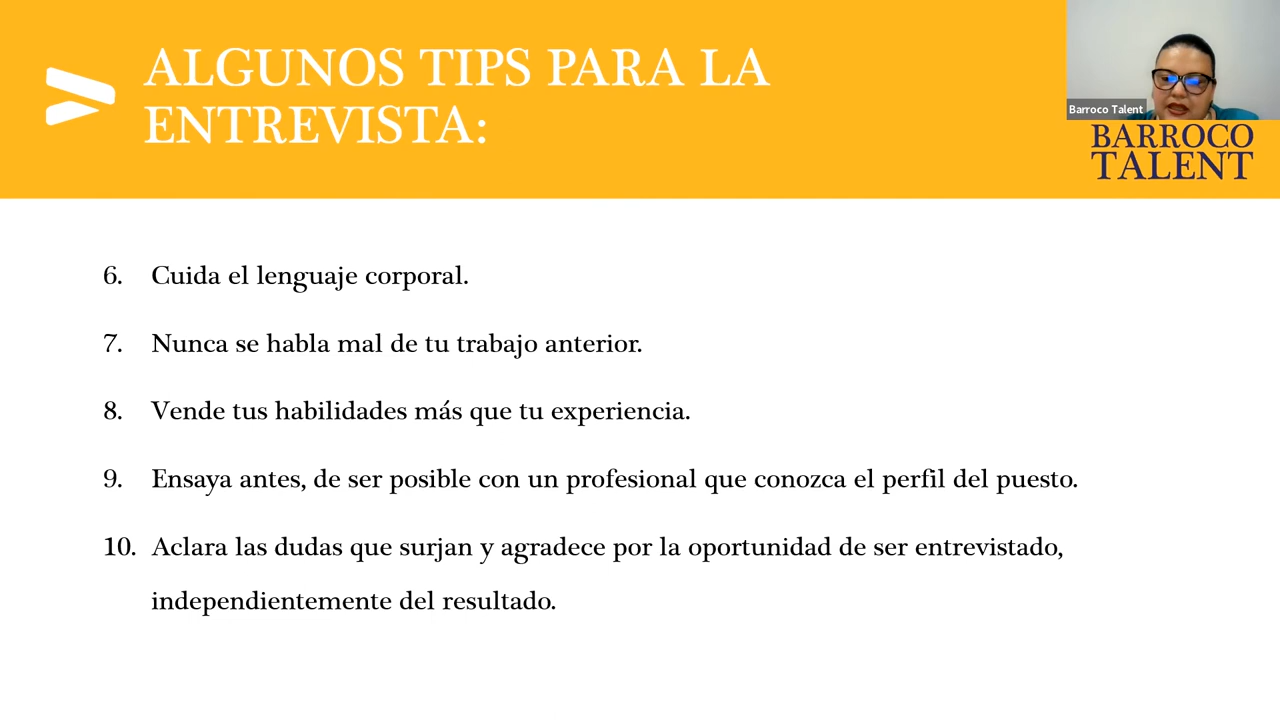 ALGUNOS TIPS PARA LA
ENTREVISTA:
Barroco Talent
BARROCO
TALENT
6. Cuida el lenguaje corporal.
7. Nunca se habla mal de tu trabajo anterior.
8. Vende tus habilidades más que tu experiencia.
9. Ensaya antes, de ser posible con un profesional que conozca el perfil del puesto.
10. Aclara las dudas que surjan y agradece por la oportunidad de ser entrevistado,
independientemente del resultado.